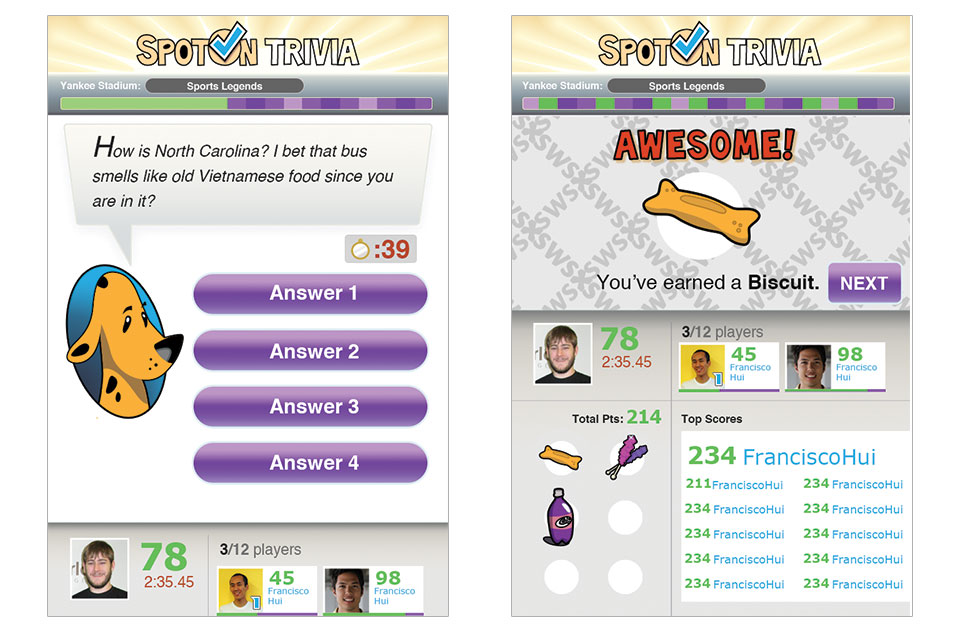 SPOTON TRIVIA
Yankee Stadium: Sports Legends
How is North Carolina? I bet that bus
smells like old Vietnamese food since you
are in it?
:39
Answer 1
Answer 2
Answer 3
Answer 4
78
2:35.45
3/12 players
45
Francisco
Hui
98
Francisco
Hui
SPOTON TRIVIA
Yankee Stadium: Sports Legends
AWESOME!
You've earned a Biscuit.
NEXT
78
2:35.45
3/12 players
45
Francisco
Hui
98
Francisco
Hui
Total Pts: 214
Top Scores
234 FranciscoHui
211 FranciscoHui 234 FranciscoHui
234 FranciscoHui 234 FranciscoHui
234 FranciscoHui 234 FranciscoHui
234 FranciscoHui 234 FranciscoHui
234 FranciscoHui 234 FranciscoHui